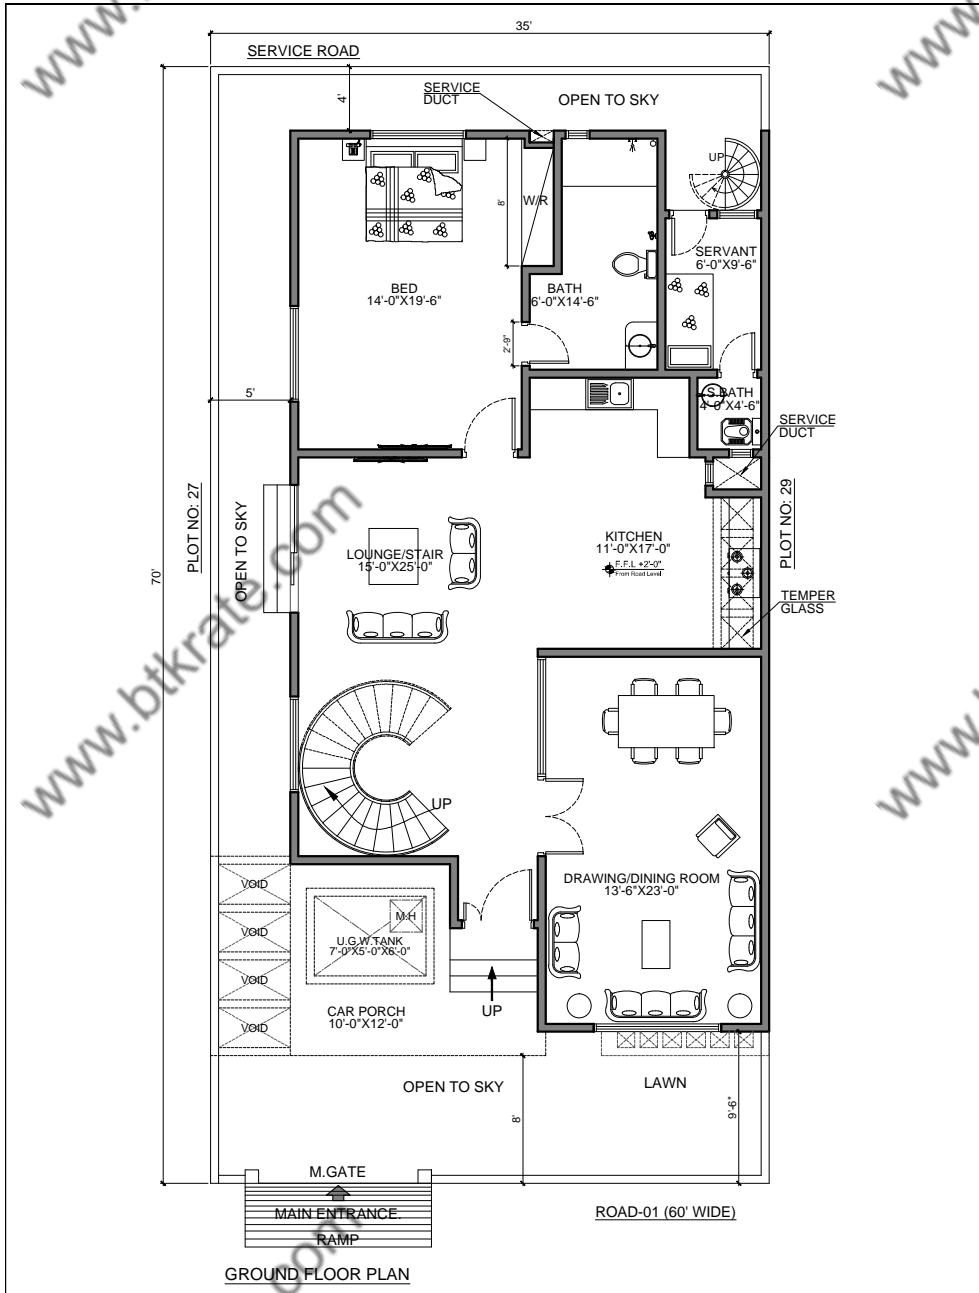 35'
SERVICE ROAD
4'
SERVICE
DUCT
OPEN TO SKY
UP
8'
W/R
SERVANT
6'-0"X9'-6"
BED
14'-0"X19'-6"
BATH
6'-0"X14'-6"
2'-9"
5'
S.BATH
4'-0"X4'-6"
SERVICE
DUCT
PLOT NO: 27
OPEN TO SKY
PLOT NO: 29
70'
LOUNGE/STAIR
15'-0"X25'-0"
KITCHEN
11'-0"X17'-0"
F.F.L +2'-0"
From Road Level
TEMPER
GLASS
UP
DRAWING/DINING ROOM
13'-6"X23'-0"
VOID
VOID
VOID
VOID
M.H
U.G.W.TANK
7'-0"X5'-0"X6'-0"
CAR PORCH
10'-0"X12'-0"
UP
OPEN TO SKY
LAWN
8'
9'-6"
M.GATE
MAIN ENTRANCE.
RAMP
ROAD-01 (60' WIDE)
GROUND FLOOR PLAN
www.btkrate.com
www.
www.
www.
com